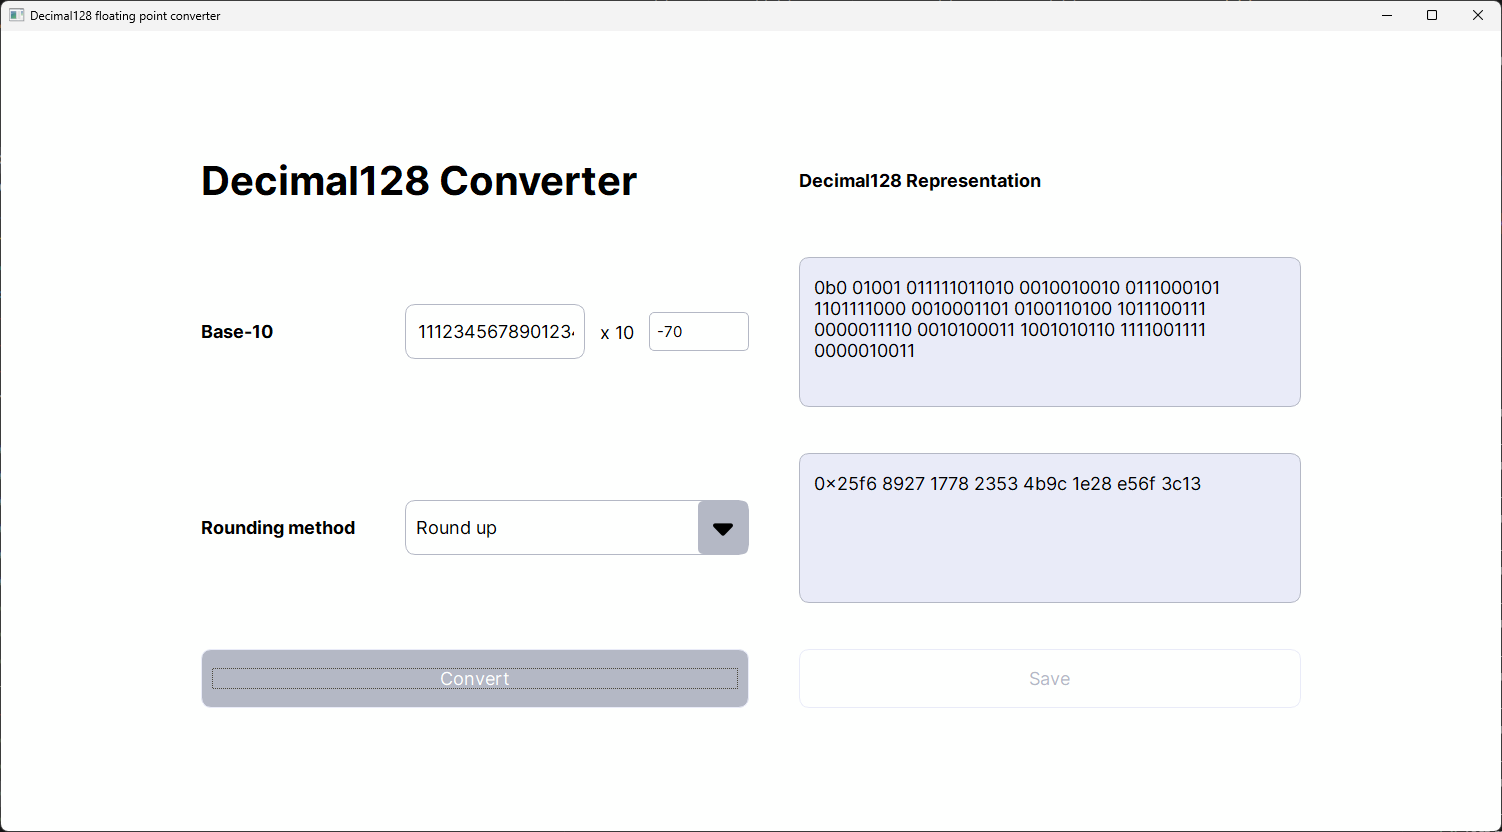 Decimal128 floating point converter
Decimal128 Converter
Base-10
111234567890123
x 10
-70
Rounding method
Round up
Convert
Decimal128 Representation
0b0 01001 011111011010 0010010010 0111000101
1101111000 0010001101 0100110100 1011100111
0000011110 0010100011 1001010110 1111001111
0000010011
0x25f6 8927 1778 2353 4b9c 1e28 e56f 3c13
Save